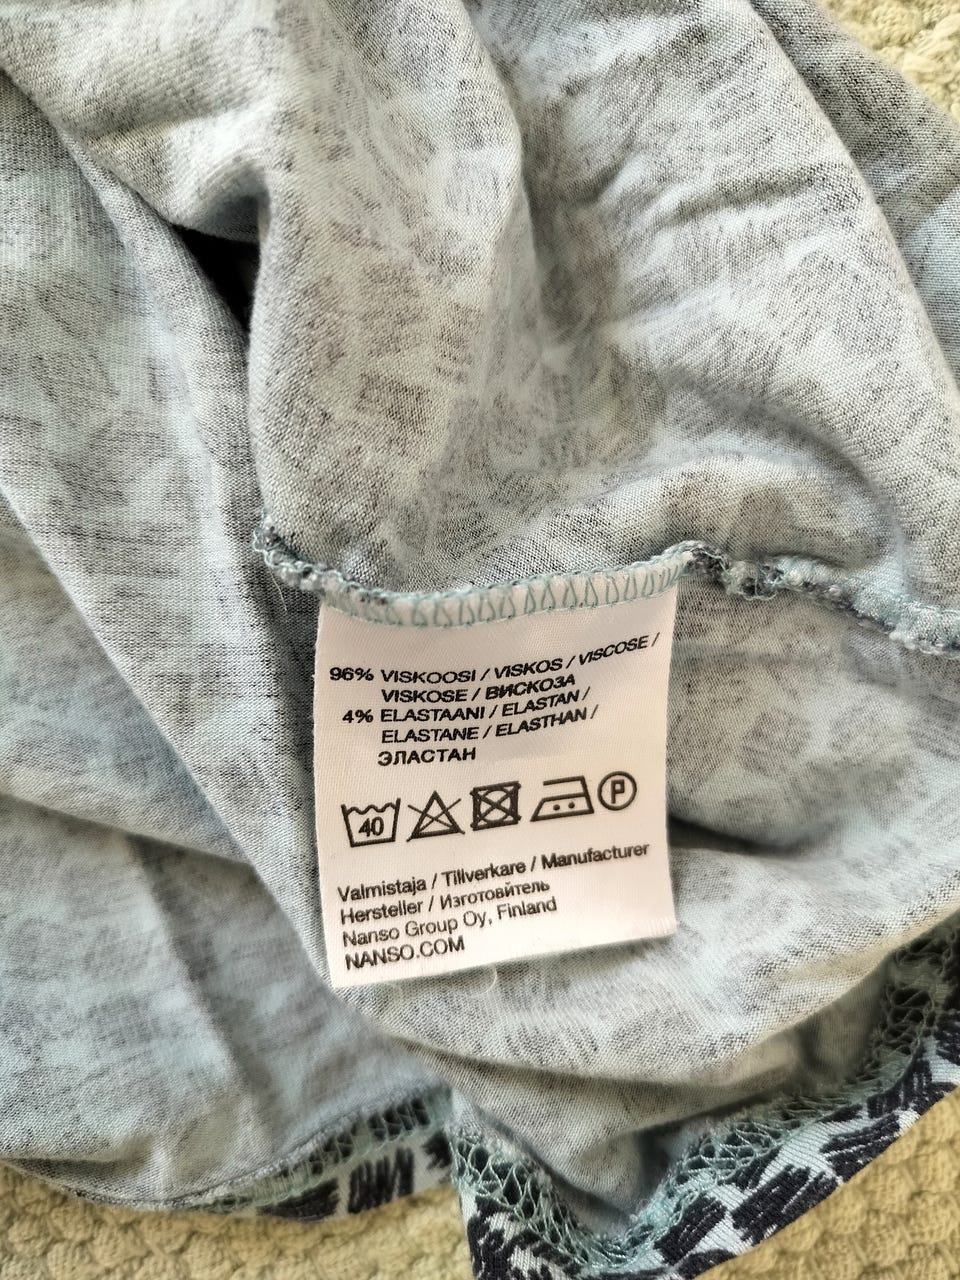 96% VISKOOSI / VISKOS / VISCOSE /
VISKOSE / ВИСКОЗА
4% ELASTAANI / ELASTAN /
ELASTANE / ELASTHAN /
ЭЛАСТАН
40 P
Valmistaja / Tillverkare / Manufacturer
Hersteller / Изготовитель
Nanso Group Oy, Finland
NANSO.COM